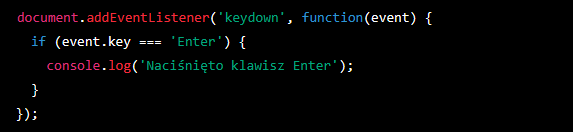 document.addEventListener('keydown', function(event) {
  if (event.key === 'Enter') {
    console.log('Naciśnięto klawisz Enter');
  }
});